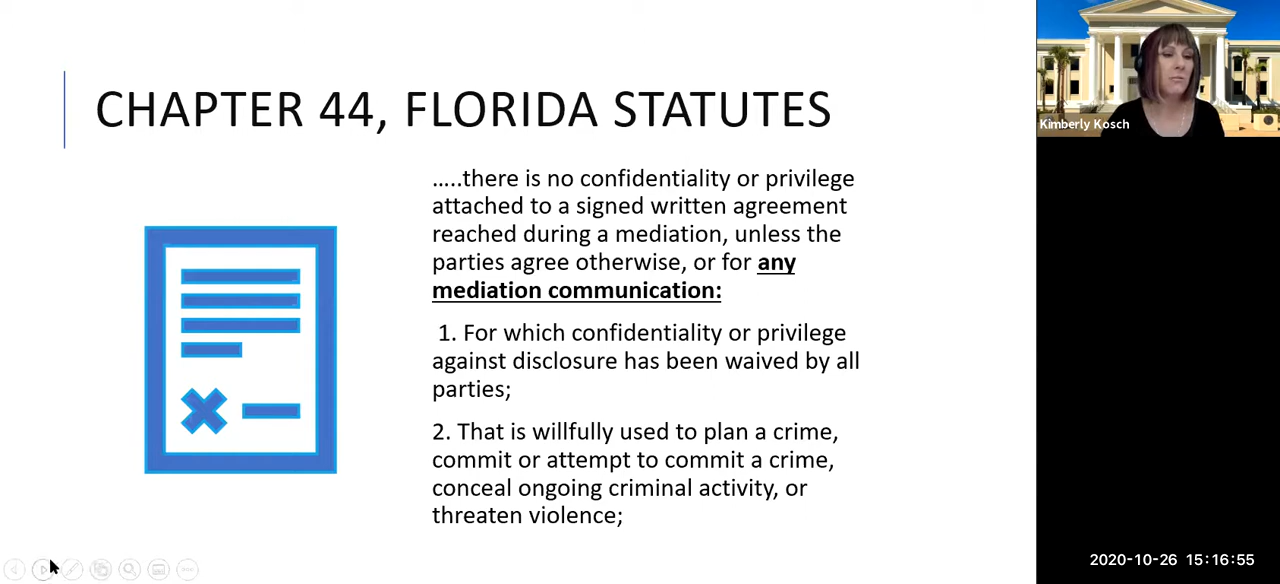 CHAPTER 44, FLORIDA STATUTES
…..there is no confidentiality or privilege
attached to a signed written agreement
reached during a mediation, unless the
parties agree otherwise, or for any
mediation communication:
1. For which confidentiality or privilege
against disclosure has been waived by all
parties;
2. That is willfully used to plan a crime,
commit or attempt to commit a crime,
conceal ongoing criminal activity, or
threaten violence;
Kimberly Kosch
2020-10-26 15:16:55